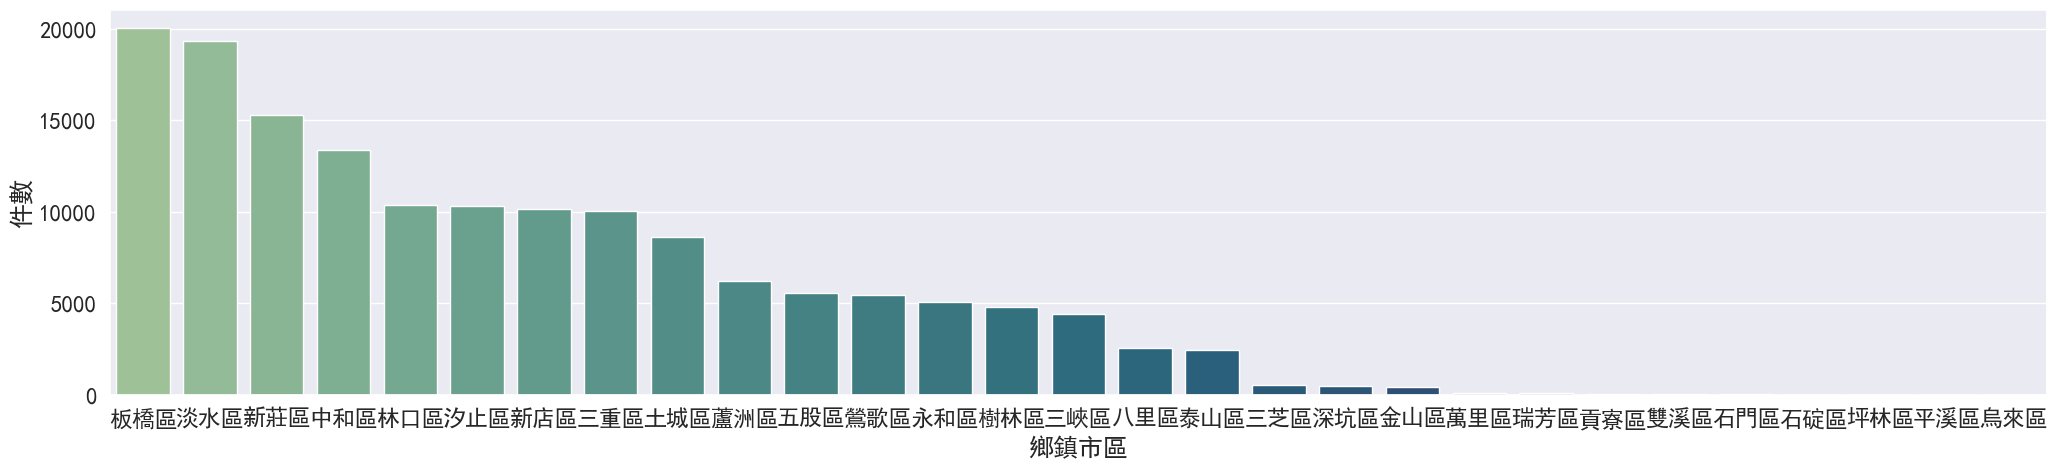 20000
15000
10000
5000
0
件數
板橋區 淡水區 新莊區 中和區 林口區 汐止區 新店區 三重區 土城區 蘆洲區 五股區 鶯歌區 永和區 樹林區 三峽區 八里區 泰山區 三芝區 深坑區 金山區 萬里區 瑞芳區 貢寮區 雙溪區 石門區 石碇區 坪林區 平溪區 烏來區
鄉鎮市區